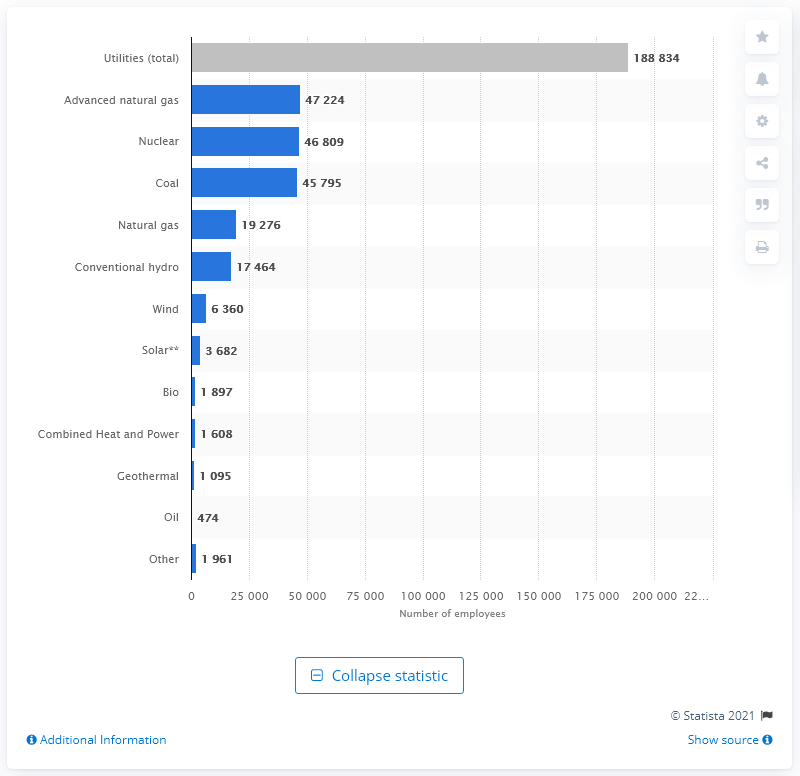 Utilities (total) 188 834
Advanced natural gas 47 224
Nuclear 46 809
Coal 45 795
Natural gas 19 276
Conventional hydro 17 464
Wind 6 360
Solar** 3 682
Bio 1 897
Combined Heat and Power 1 608
Geothermal 1 095
Oil 474
Other 1 961
0 25 000 50 000 75 000 100 000 125 000 150 000 175 000 200 000 22...
Number of employees
Collapse statistic
© Statista 2021
Additional Information Show source